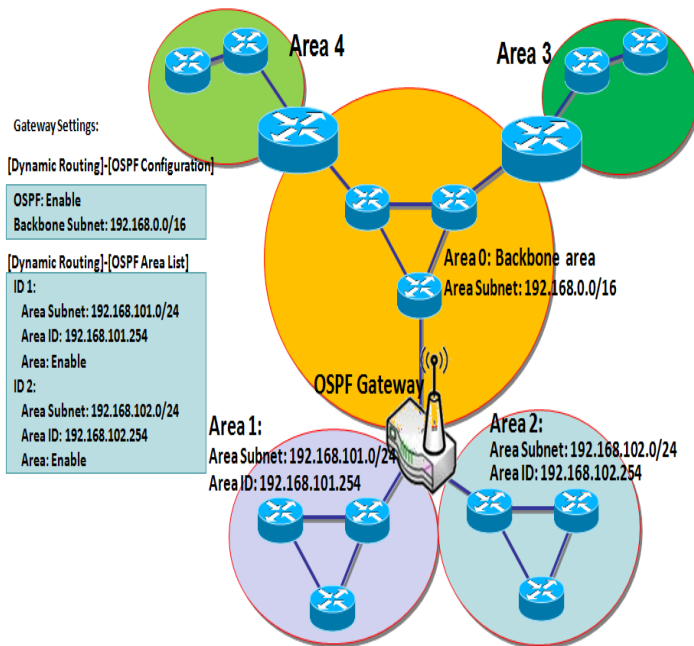 Area 4
Area 3
Gateway Settings:
[Dynamic Routing]-[OSPF Configuration]
OSPF: Enable
Backbone Subnet: 192.168.0.0/16
[Dynamic Routing]-[OSPF Area List]
ID 1:
Area Subnet: 192.168.101.0/24
Area ID: 192.168.101.254
Area: Enable
ID 2:
Area Subnet: 192.168.102.0/24
Area ID: 192.168.102.254
Area: Enable
Area 0: Backbone area
Area Subnet: 192.168.0.0/16
OSPF Gateway
Area 1:
Area Subnet: 192.168.101.0/24
Area ID: 192.168.101.254
Area 2:
Area Subnet: 192.168.102.0/24
Area ID: 192.168.102.254